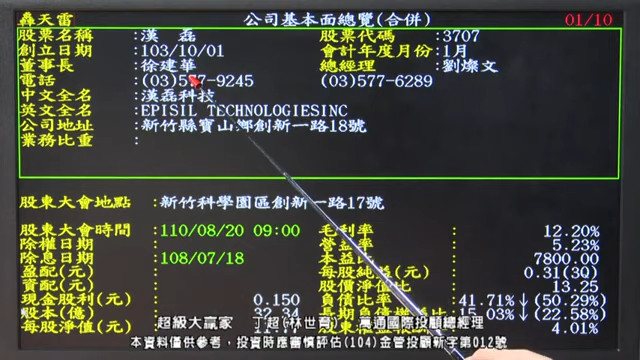 轟天雷 公司基本面總覽(合併) 01/10
股票名稱 :漢 磊 股票代碼 :3707
創立日期 :103/10/01 會計年度月份:1月
董事長 :徐建華 總經理 :劉燦文
電話 :(03)577-9245 (03)577-6289
中文全名 :漢磊科技
英文全名 :EPISIL TECHNOLOGIESINC
公司地址 :新竹縣寶山鄉創新一路18號
業務比重 :
股東大會地點 :新竹科學園區創新一路17號
股東大會時間 :110/08/20 09:00 毛利率 : 12.20%
除權日期 : 營益率 : 5.23%
除息日期 :108/07/18 本益比 : 7800.00
盈配(元) : 每股純益(元) : 0.31(3Q)
資配(元) : 股價淨值比 : 13.25
現金股利(元) : 0.150 負債比率 : 41.71%↓(50.29%)
股本(億) : 32.34 長期負債 .03%↓(22.58%)
每股淨值(元) : 股東權益報 4.01%
超級大贏家 丁超(林世育) 萬通國際投顧總經理
本資料僅供參考，投資時應審慎評估(104)金管投顧新字第012號